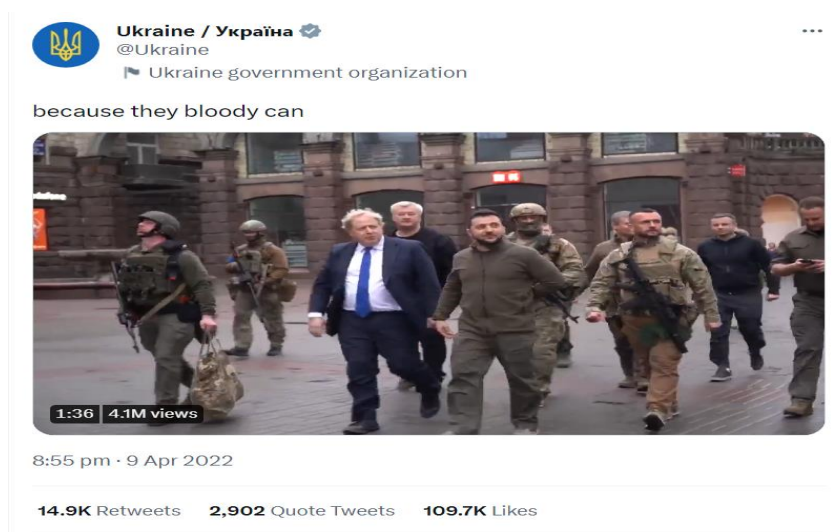 Ukraine / Україна
@Ukraine
Ukraine government organization
because they bloody can
1:36 4.1M views
8:55 pm · 9 Apr 2022
14.9K Retweets 2,902 Quote Tweets 109.7K Likes